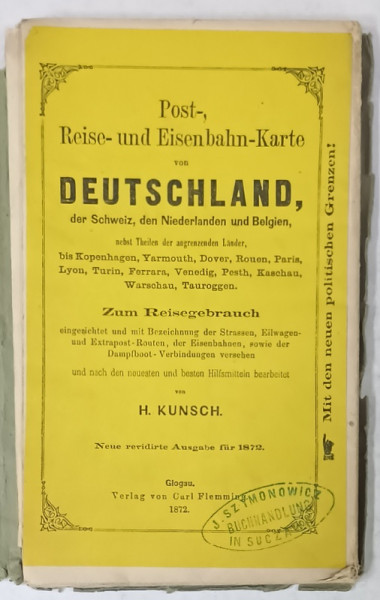 Post-,
Reise- und Eisenbahn-Karte
von
DEUTSCHLAND,
der Schweiz, den Niederlanden und Belgien,
nebst Theilen der angrenzenden Länder,
bis Kopenhagen, Yarmouth, Dover, Rouen, Paris,
Lyon, Turin, Ferrara, Venedig, Pesth, Kaschau,
Warschau, Tauroggen.
Zum Reisegebrauch
eingerichtet und mit Bezeichnung der Strassen, Eilwagen-
und Extrapost-Routen, der Eisenbahnen, sowie der
Dampfboot-Verbindungen versehen
und nach den neuesten und besten Hilfsmitteln bearbeitet
von
H. KUNSCH.
Neue revidirte Ausgabe für 1872.
Glogau.
Verlag von Carl Flemming
1872.
Mit den neuen politischen Grenzen!
J. SZYMONOWICZ
BUCHHANDLUNG
IN